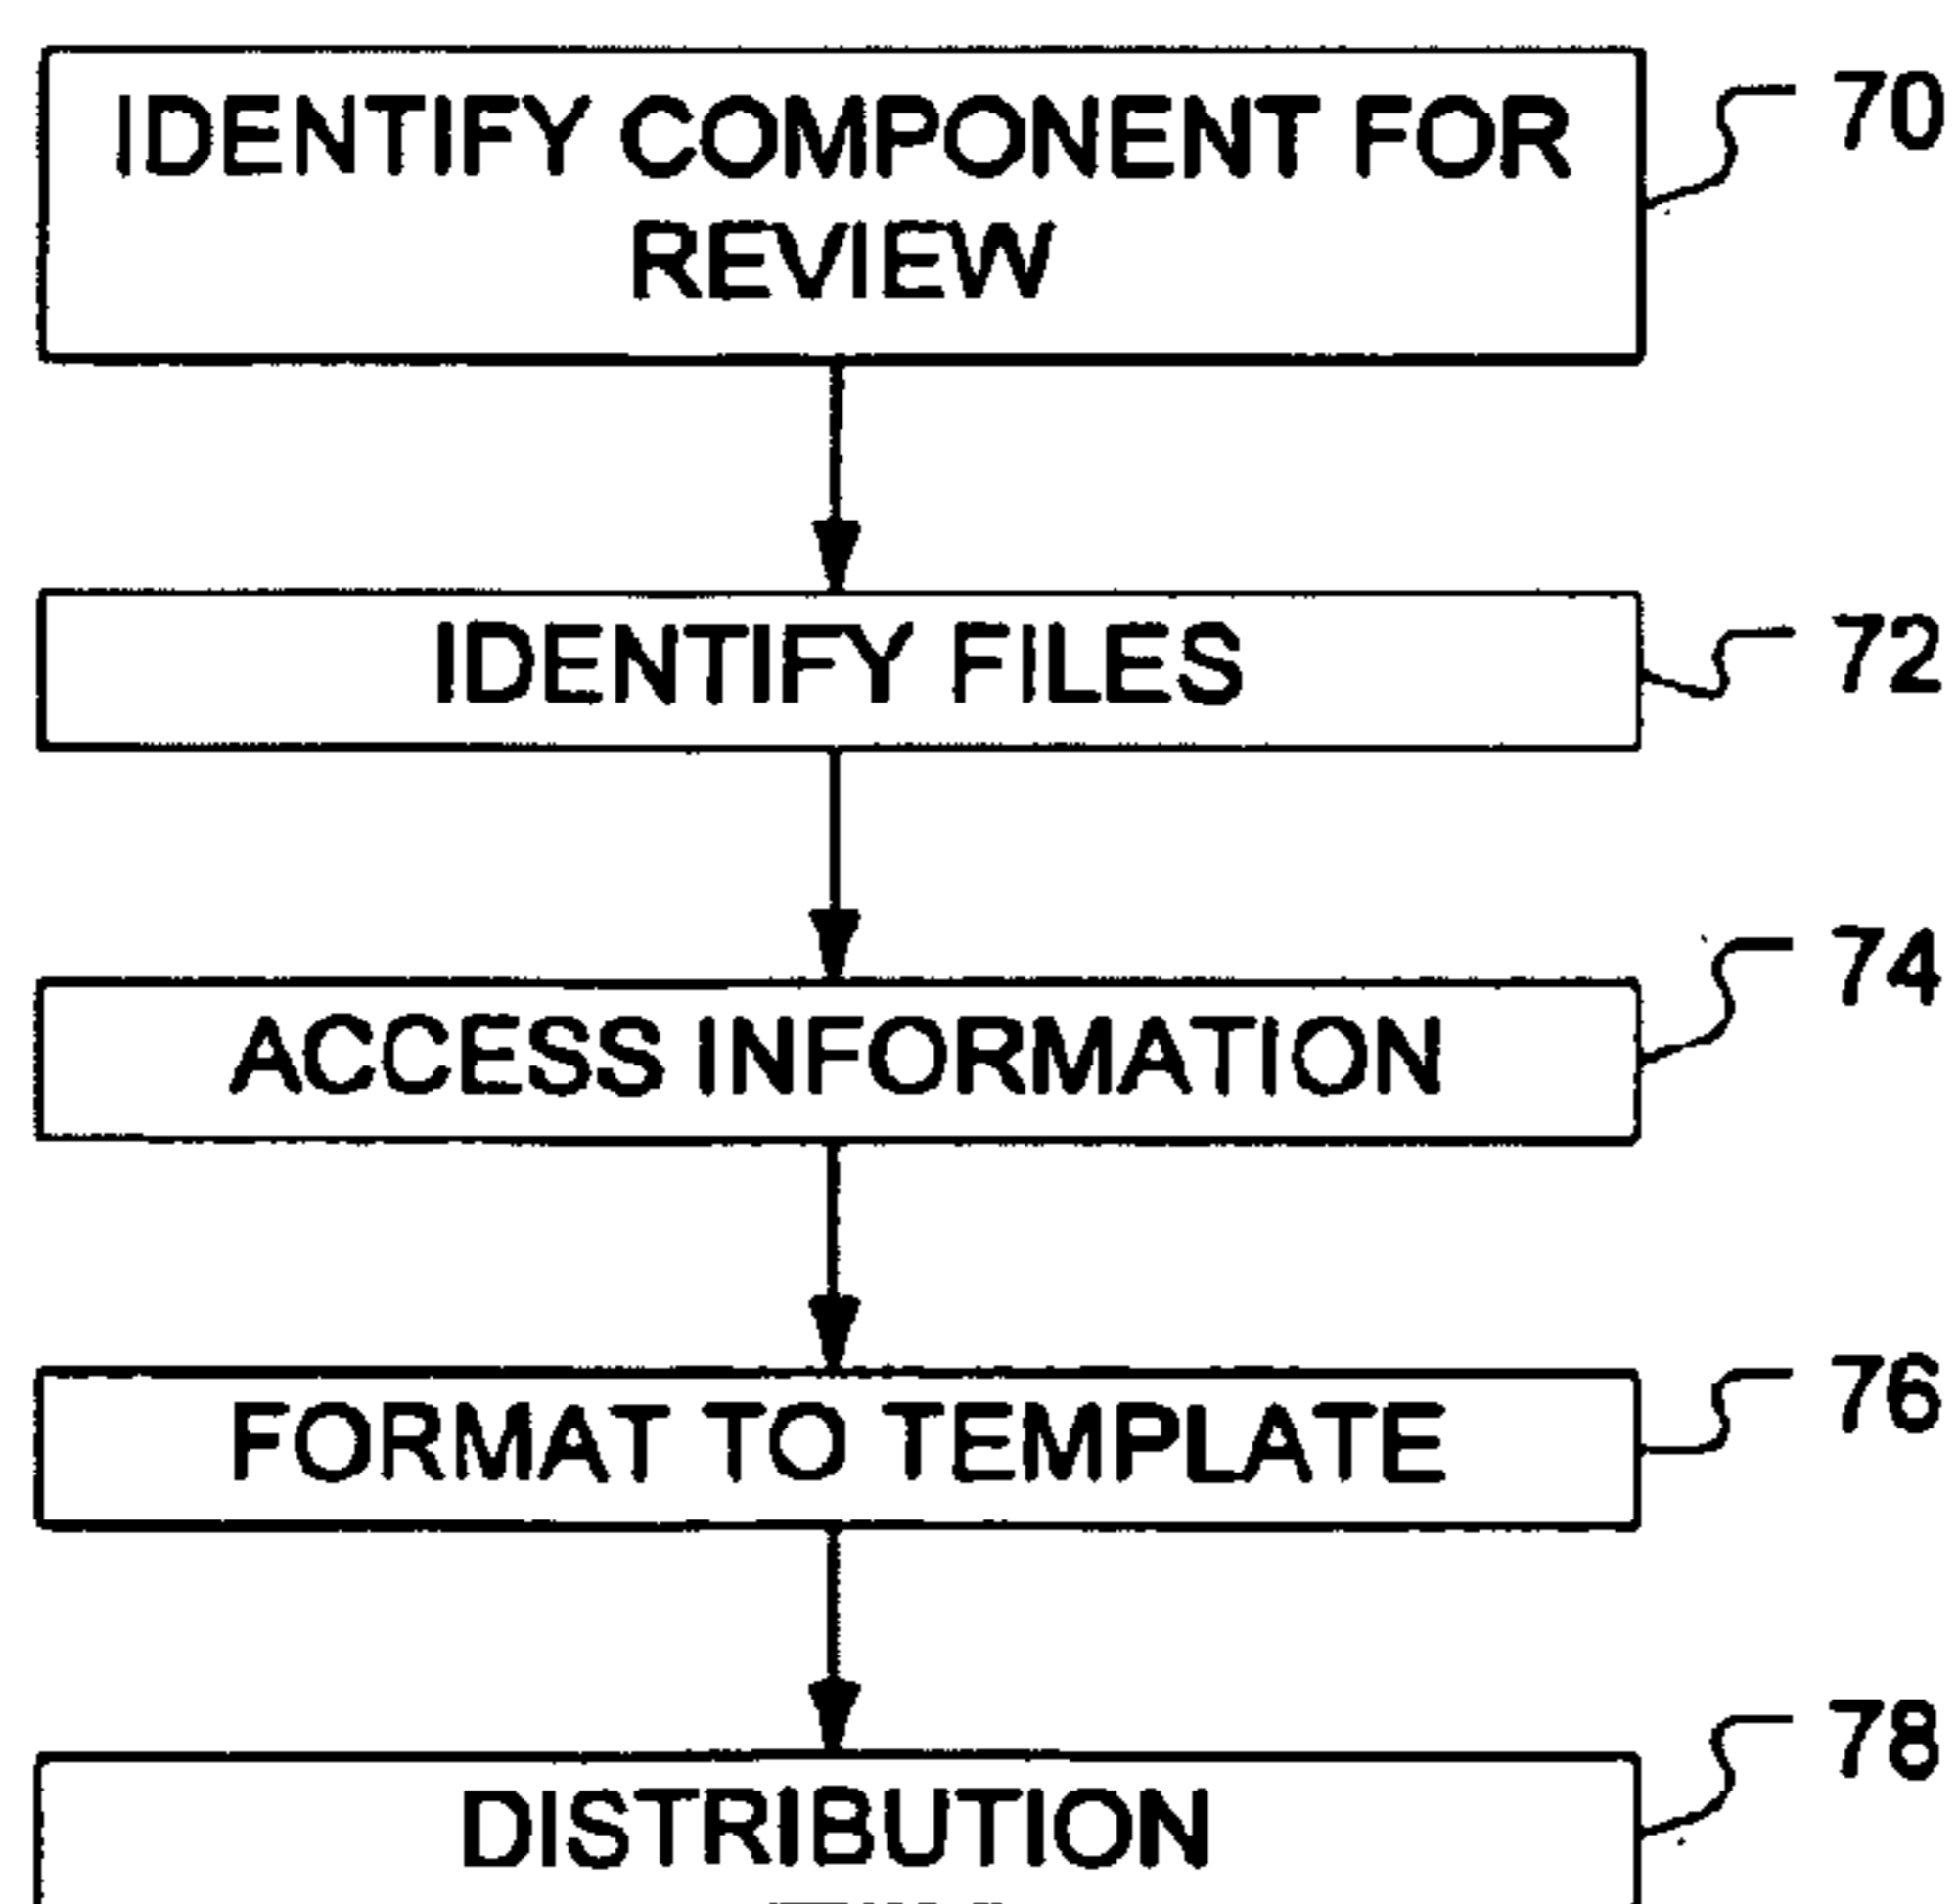 IDENTIFY COMPONENT FOR
REVIEW
70
IDENTIFY FILES
72
ACCESS INFORMATION
74
FORMAT TO TEMPLATE
76
DISTRIBUTION
78